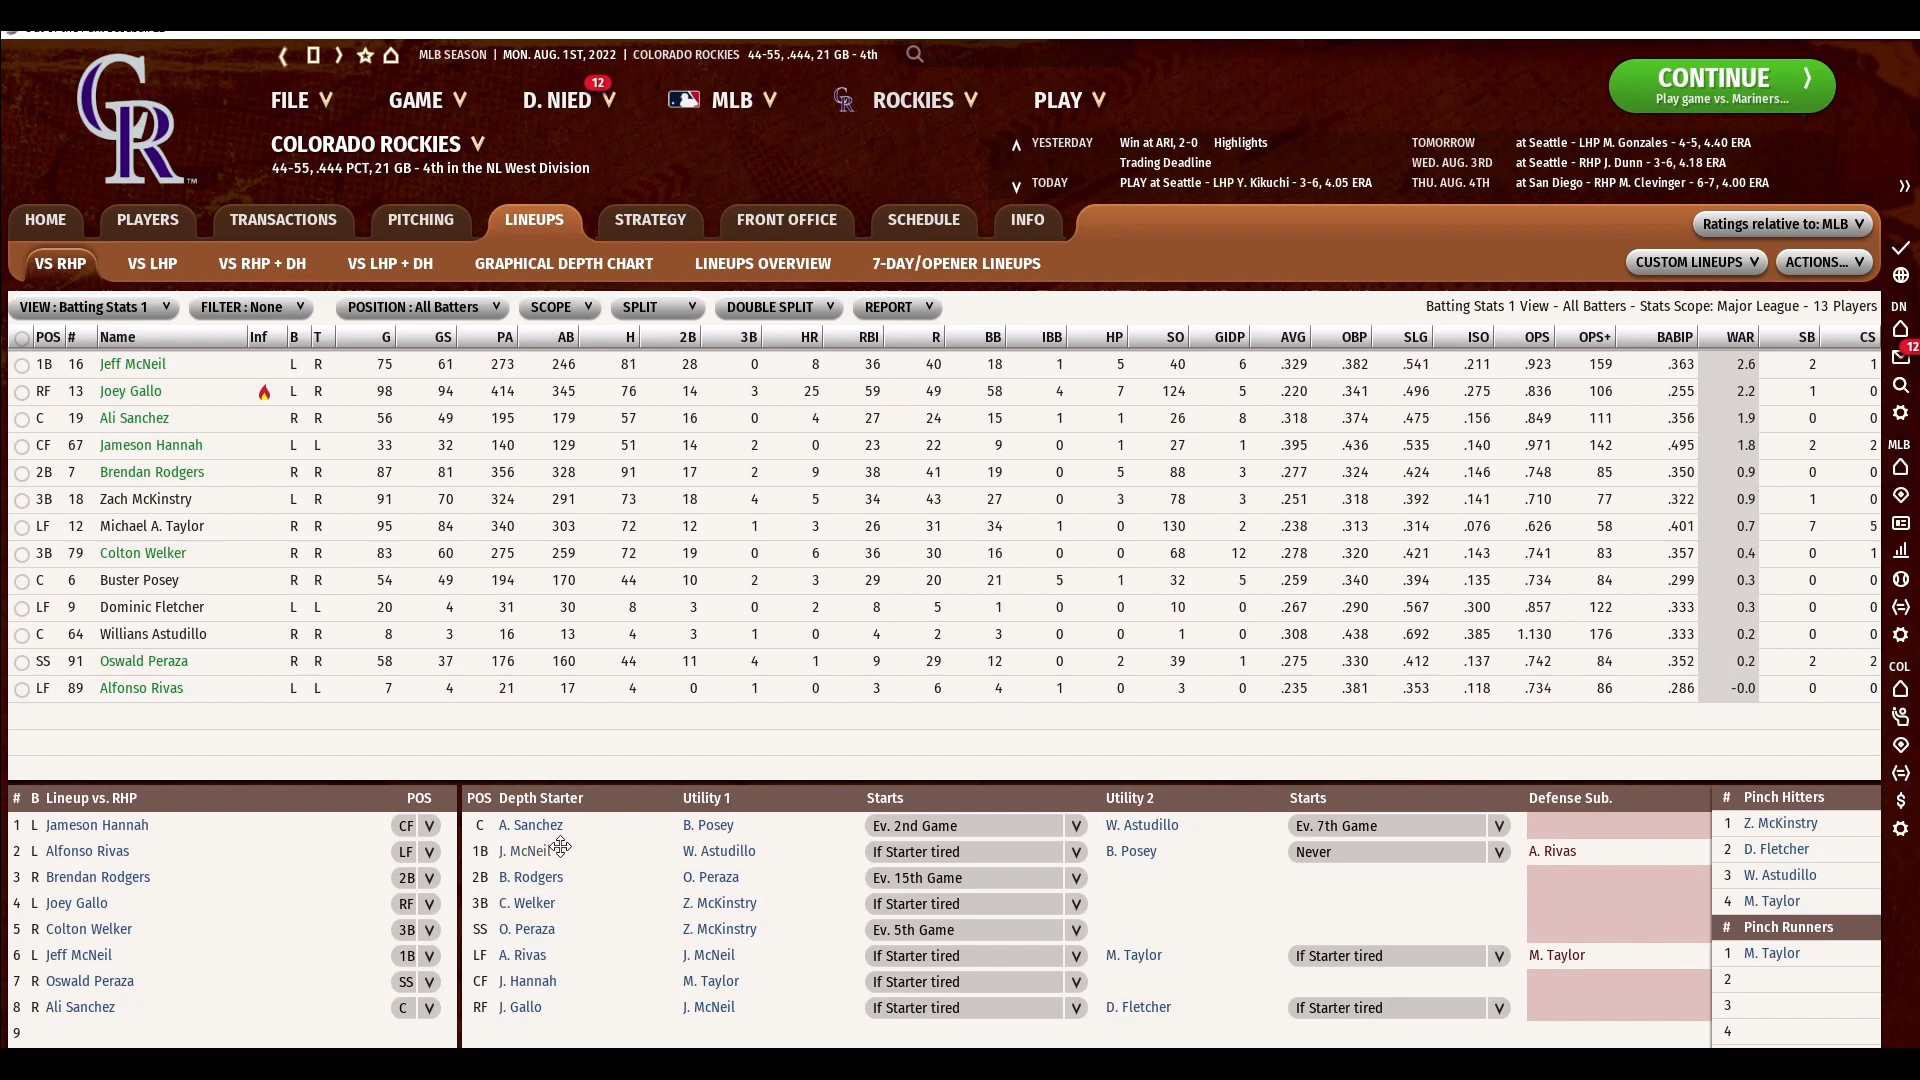 MLB SEASON | MON. AUG. 1ST, 2022 | COLORADO ROCKIES 44-55, .444, 21 GB - 4th
FILE GAME D. NIED 12 MLB ROCKIES PLAY
CONTINUE
Play game vs. Mariners...
CR
TM
COLORADO ROCKIES
44-55, .444 PCT, 21 GB - 4th in the NL West Division
YESTERDAY Win at ARI, 2-0 Highlights TOMORROW at Seattle - LHP M. Gonzales - 4-5, 4.40 ERA
Trading Deadline WED. AUG. 3RD at Seattle - RHP J. Dunn - 3-6, 4.18 ERA
TODAY PLAY at Seattle - LHP Y. Kikuchi - 3-6, 4.05 ERA THU. AUG. 4TH at San Diego - RHP M. Clevinger - 6-7, 4.00 ERA
HOME PLAYERS TRANSACTIONS PITCHING LINEUPS STRATEGY FRONT OFFICE SCHEDULE INFO Ratings relative to: MLB
VS RHP VS LHP VS RHP + DH VS LHP + DH GRAPHICAL DEPTH CHART LINEUPS OVERVIEW 7-DAY/OPENER LINEUPS CUSTOM LINEUPS ACTIONS...
VIEW : Batting Stats 1 FILTER : None POSITION : All Batters SCOPE SPLIT DOUBLE SPLIT REPORT Batting Stats 1 View - All Batters - Stats Scope: Major League - 13 Players
POS # Name Inf B T G GS PA AB H 2B 3B HR RBI R BB IBB HP SO GIDP AVG OBP SLG ISO OPS OPS+ BABIP WAR SB CS
1B 16 Jeff McNeil L R 75 61 273 246 81 28 0 8 36 40 18 1 5 40 6 .329 .382 .541 .211 .923 159 .363 2.6 2 1
RF 13 Joey Gallo L R 98 94 414 345 76 14 3 25 59 49 58 4 7 124 5 .220 .341 .496 .275 .836 106 .255 2.2 1 0
C 19 Ali Sanchez R R 56 49 195 179 57 16 0 4 27 24 15 1 1 26 8 .318 .374 .475 .156 .849 111 .356 1.9 0 0
CF 67 Jameson Hannah L L 33 32 140 129 51 14 2 0 23 22 9 0 1 27 1 .395 .436 .535 .140 .971 142 .495 1.8 2 2
2B 7 Brendan Rodgers R R 87 81 356 328 91 17 2 9 38 41 19 0 5 88 3 .277 .324 .424 .146 .748 85 .350 0.9 0 0
3B 18 Zach McKinstry L R 91 70 324 291 73 18 4 5 34 43 27 0 3 78 3 .251 .318 .392 .141 .710 77 .322 0.9 1 0
LF 12 Michael A. Taylor R R 95 84 340 303 72 12 1 3 26 31 34 1 0 130 2 .238 .313 .314 .076 .626 58 .401 0.7 7 5
3B 79 Colton Welker R R 83 60 275 259 72 19 0 6 36 30 16 0 0 68 12 .278 .320 .421 .143 .741 83 .357 0.4 0 1
C 6 Buster Posey R R 54 49 194 170 44 10 2 3 29 20 21 5 1 32 5 .259 .340 .394 .135 .734 84 .299 0.3 0 0
LF 9 Dominic Fletcher L L 20 4 31 30 8 3 0 2 8 5 1 0 0 10 0 .267 .290 .567 .300 .857 122 .333 0.3 0 0
C 64 Willians Astudillo R R 8 3 16 13 4 3 1 0 4 2 3 0 0 1 0 .308 .438 .692 .385 1.130 176 .333 0.2 0 0
SS 91 Oswald Peraza R R 58 37 176 160 44 11 4 1 9 29 12 0 2 39 1 .275 .330 .412 .137 .742 84 .352 0.2 2 2
LF 89 Alfonso Rivas L L 7 4 21 17 4 0 1 0 3 6 4 1 0 3 0 .235 .381 .353 .118 .734 86 .286 -0.0 0 0
# B Lineup vs. RHP POS
1 L Jameson Hannah CF
2 L Alfonso Rivas LF
3 R Brendan Rodgers 2B
4 L Joey Gallo RF
5 R Colton Welker 3B
6 L Jeff McNeil 1B
7 R Oswald Peraza SS
8 R Ali Sanchez C
9
POS Depth Starter Utility 1 Starts Utility 2 Starts Defense Sub.
C A. Sanchez B. Posey Ev. 2nd Game W. Astudillo Ev. 7th Game
1B J. McNeil W. Astudillo If Starter tired B. Posey Never A. Rivas
2B B. Rodgers O. Peraza Ev. 15th Game
3B C. Welker Z. McKinstry If Starter tired
SS O. Peraza Z. McKinstry Ev. 5th Game
LF A. Rivas J. McNeil If Starter tired M. Taylor If Starter tired M. Taylor
CF J. Hannah M. Taylor If Starter tired
RF J. Gallo J. McNeil If Starter tired D. Fletcher If Starter tired
# Pinch Hitters
1 Z. McKinstry
2 D. Fletcher
3 W. Astudillo
4 M. Taylor
# Pinch Runners
1 M. Taylor
2
3
4
DN
12
MLB
COL